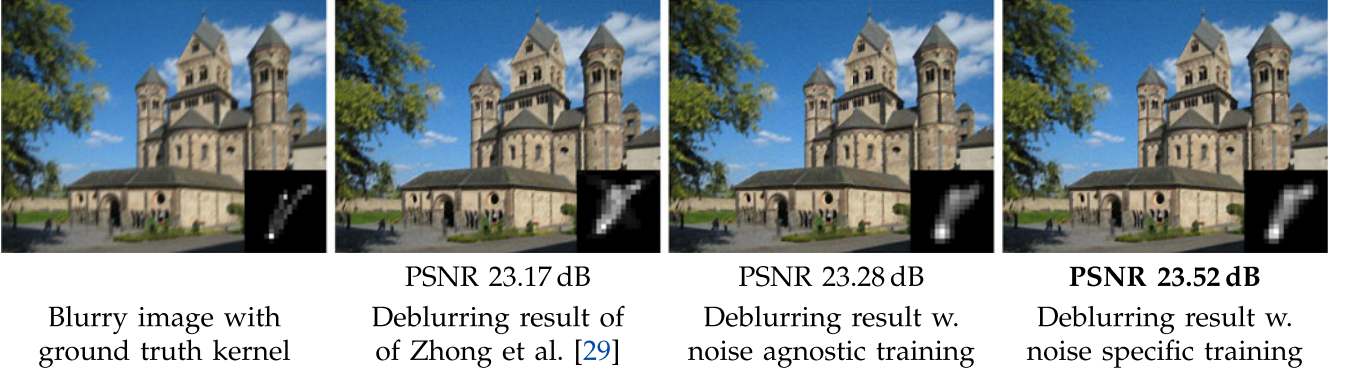 PSNR 23.17 dB
PSNR 23.28 dB
PSNR 23.52 dB
Blurry image with
ground truth kernel
Deblurring result of
of Zhong et al. [29]
Deblurring result w.
noise agnostic training
Deblurring result w.
noise specific training